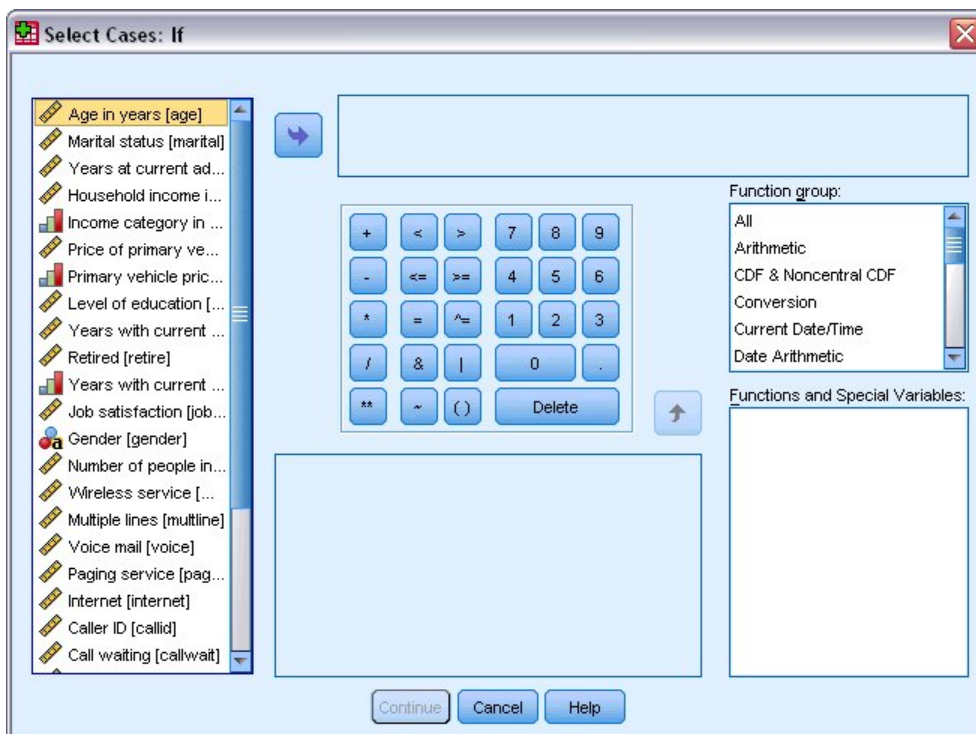 Select Cases: If
Age in years [age]
Marital status [marital]
Years at current ad...
Household income i...
Income category in ...
Price of primary ve...
Primary vehicle pric...
Level of education [...
Years with current ...
Retired [retire]
Years with current ...
Job satisfaction [job...
Gender [gender]
Number of people in...
Wireless service [...
Multiple lines [multline]
Voice mail [voice]
Paging service [pag...
Internet [internet]
Caller ID [callid]
Call waiting [callwait]
+ < > 7 8 9
- <= >= 4 5 6
* = ^= 1 2 3
/ & | 0 .
** ~ ( ) Delete
Function group:
All
Arithmetic
CDF & Noncentral CDF
Conversion
Current Date/Time
Date Arithmetic
Functions and Special Variables:
Continue Cancel Help